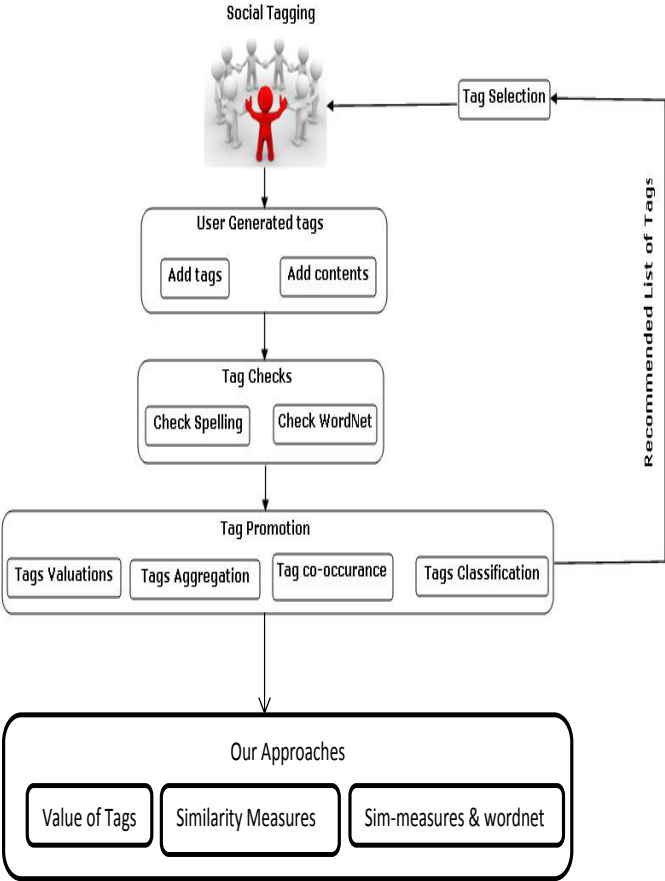 Social Tagging
Tag Selection
Recommended List of Tags
User Generated tags
Add tags
Add contents
Tag Checks
Check Spelling
Check WordNet
Tag Promotion
Tags Valuations
Tags Aggregation
Tag co-occurance
Tags Classification
Our Approaches
Value of Tags
Similarity Measures
Sim-measures & wordnet